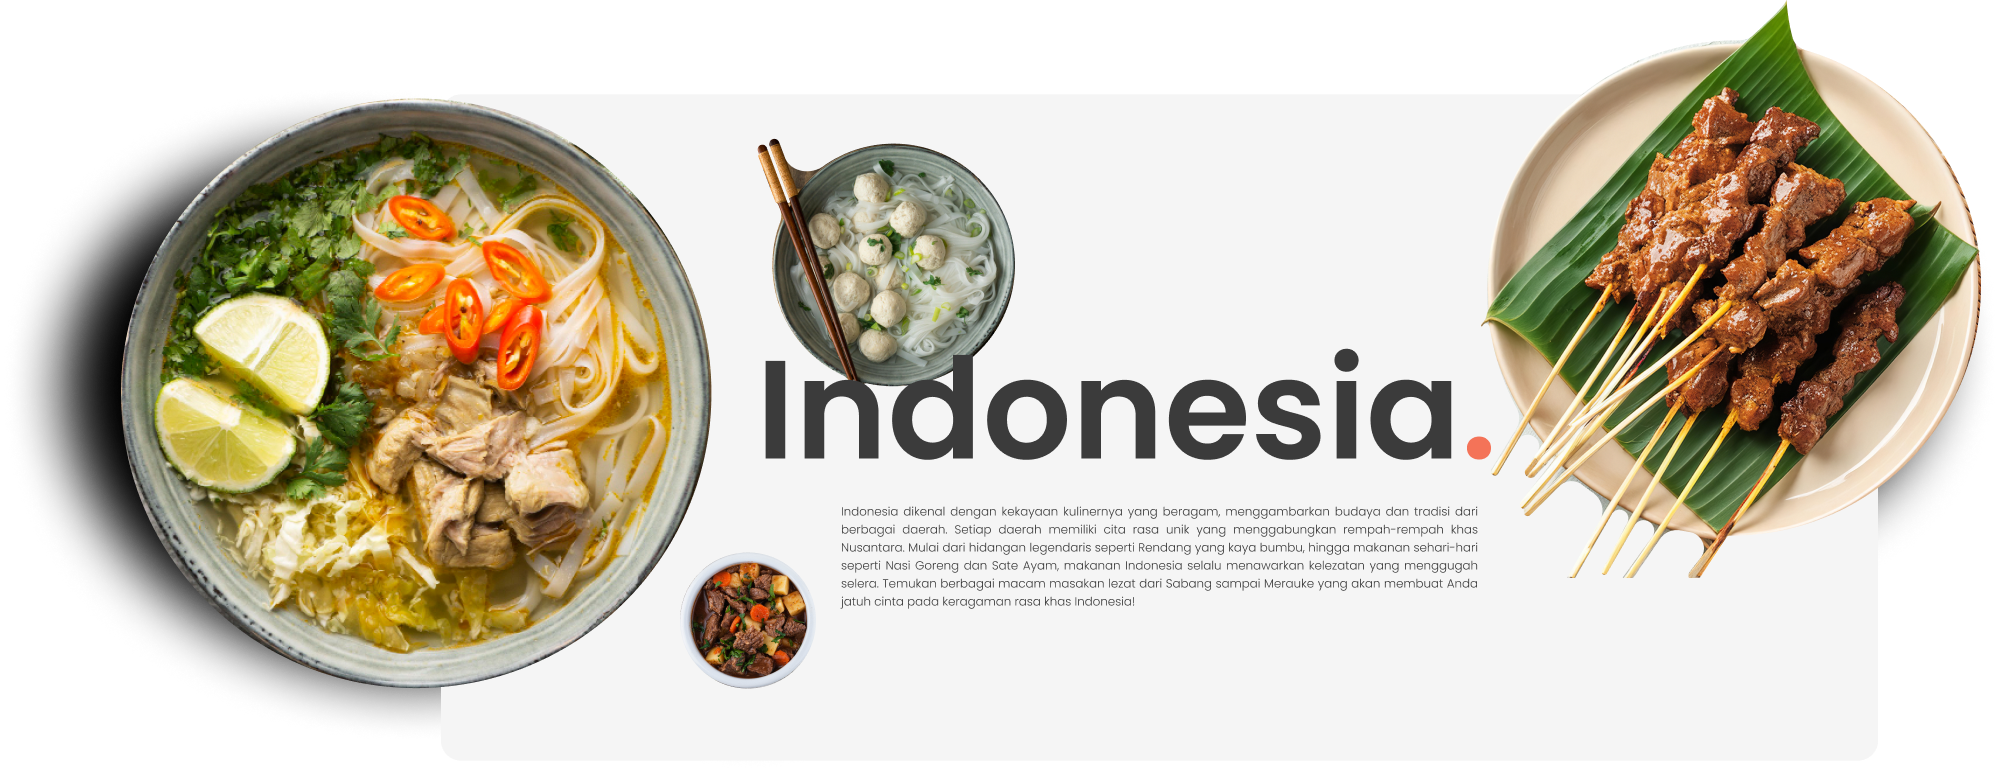 Indonesia.
Indonesia dikenal dengan kekayaan kulinernya yang beragam, menggambarkan budaya dan tradisi dari
berbagai daerah. Setiap daerah memiliki cita rasa unik yang menggabungkan rempah-rempah khas
Nusantara. Mulai dari hidangan legendaris seperti Rendang yang kaya bumbu, hingga makanan sehari-hari
seperti Nasi Goreng dan Sate Ayam, makanan Indonesia selalu menawarkan kelezatan yang menggugah
selera. Temukan berbagai macam masakan lezat dari Sabang sampai Merauke yang akan membuat Anda
jatuh cinta pada keragaman rasa khas Indonesia!